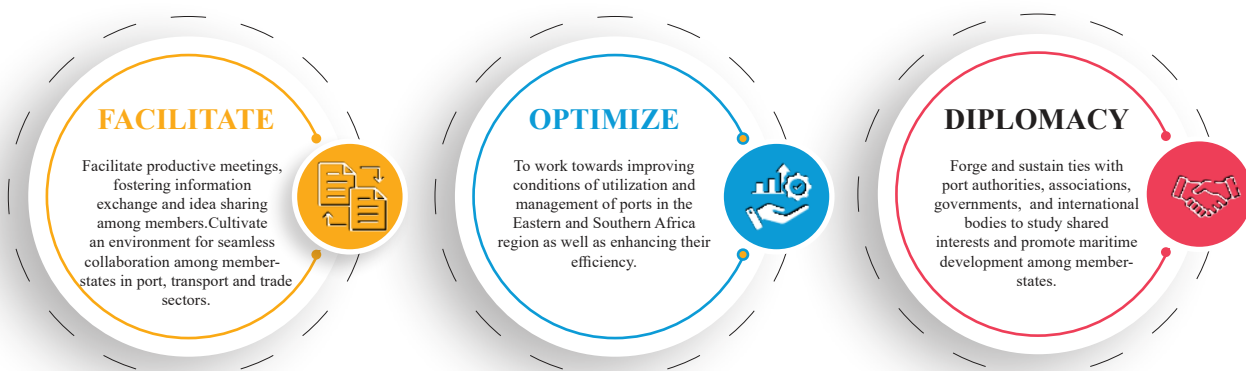 FACILITATE
Facilitate productive meetings,
fostering information
exchange and idea sharing
among members.Cultivate
an environment for seamless
collaboration among member-
states in port, transport and trade
sectors.
OPTIMIZE
To work towards improving
conditions of utilization and
management of ports in the
Eastern and Southern Africa
region as well as enhancing their
efficiency.
DIPLOMACY
Forge and sustain ties with
port authorities, associations,
governments, and international
bodies to study shared
interests and promote maritime
development among member-
states.